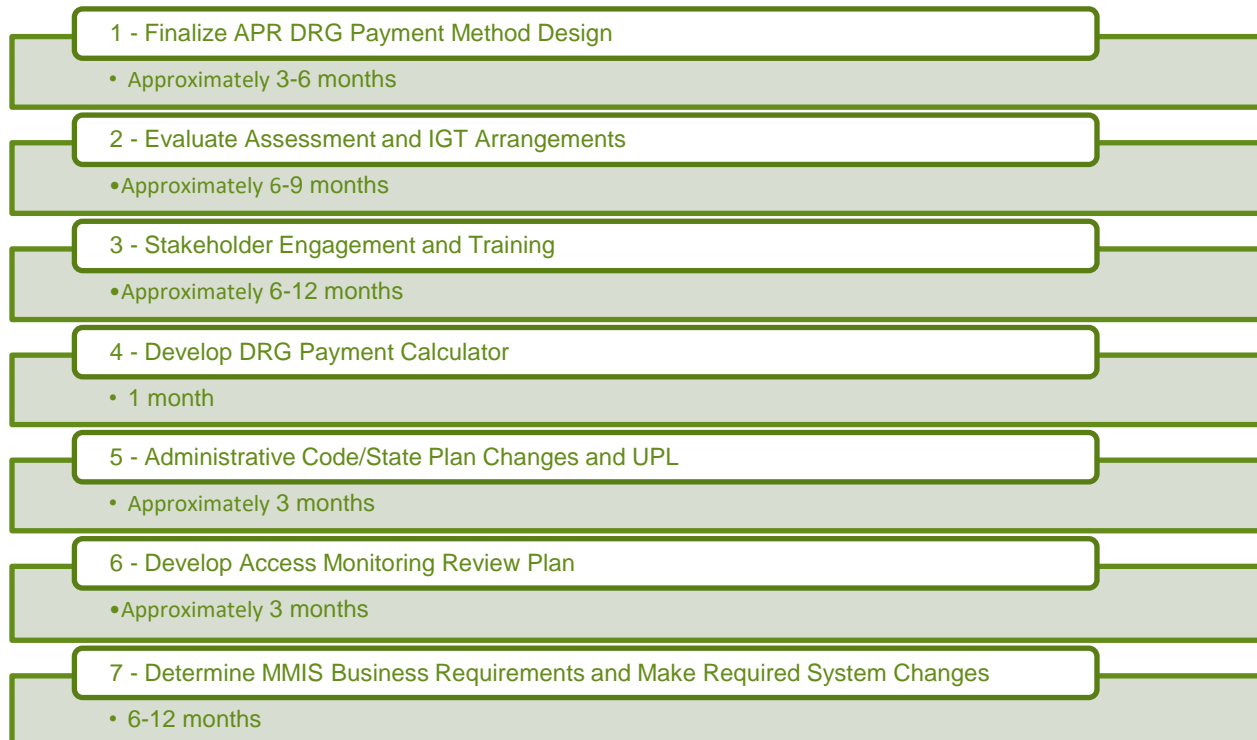 1 - Finalize APR DRG Payment Method Design
• Approximately 3-6 months
2 - Evaluate Assessment and IGT Arrangements
•Approximately 6-9 months
3 - Stakeholder Engagement and Training
•Approximately 6-12 months
4 - Develop DRG Payment Calculator
• 1 month
5 - Administrative Code/State Plan Changes and UPL
• Approximately 3 months
6 - Develop Access Monitoring Review Plan
•Approximately 3 months
7 - Determine MMIS Business Requirements and Make Required System Changes
• 6-12 months